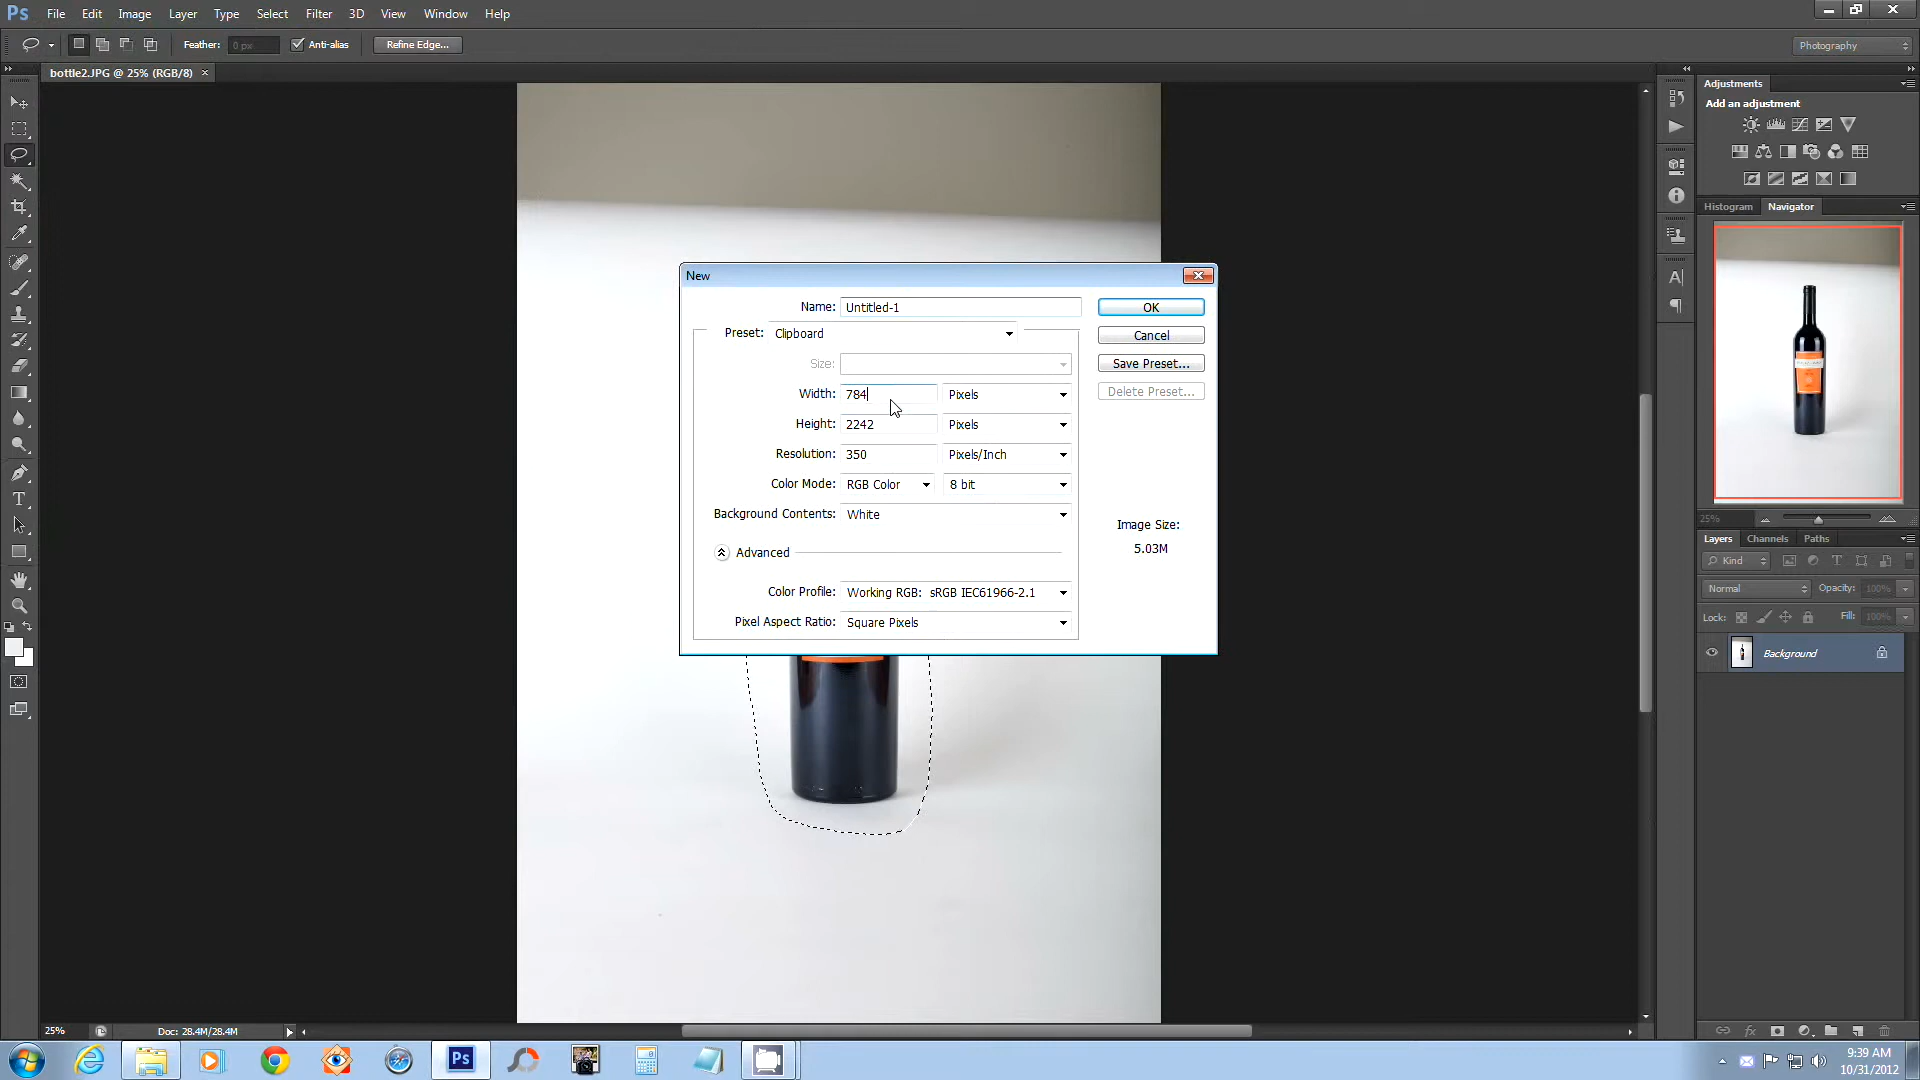 Ps File Edit Image Layer Type Select Filter 3D View Window Help
Feather: 0 px Anti-alias Refine Edge... Photography
bottle2.JPG @ 25% (RGB/8) ×
Adjustments
Add an adjustment
Histogram Navigator
25%
Layers Channels Paths
Kind
Normal Opacity: 100%
Lock: Fill: 100%
Background
New
Name: Untitled-1 OK
Preset: Clipboard Cancel
Size: Save Preset...
Width: 784 Pixels Delete Preset...
Height: 2242 Pixels
Resolution: 350 Pixels/Inch
Color Mode: RGB Color 8 bit
Background Contents: White
Image Size:
5.03M
Advanced
Color Profile: Working RGB: sRGB IEC61966-2.1
Pixel Aspect Ratio: Square Pixels
25% Doc: 28.4M/28.4M
Ps
9:39 AM
10/31/2012